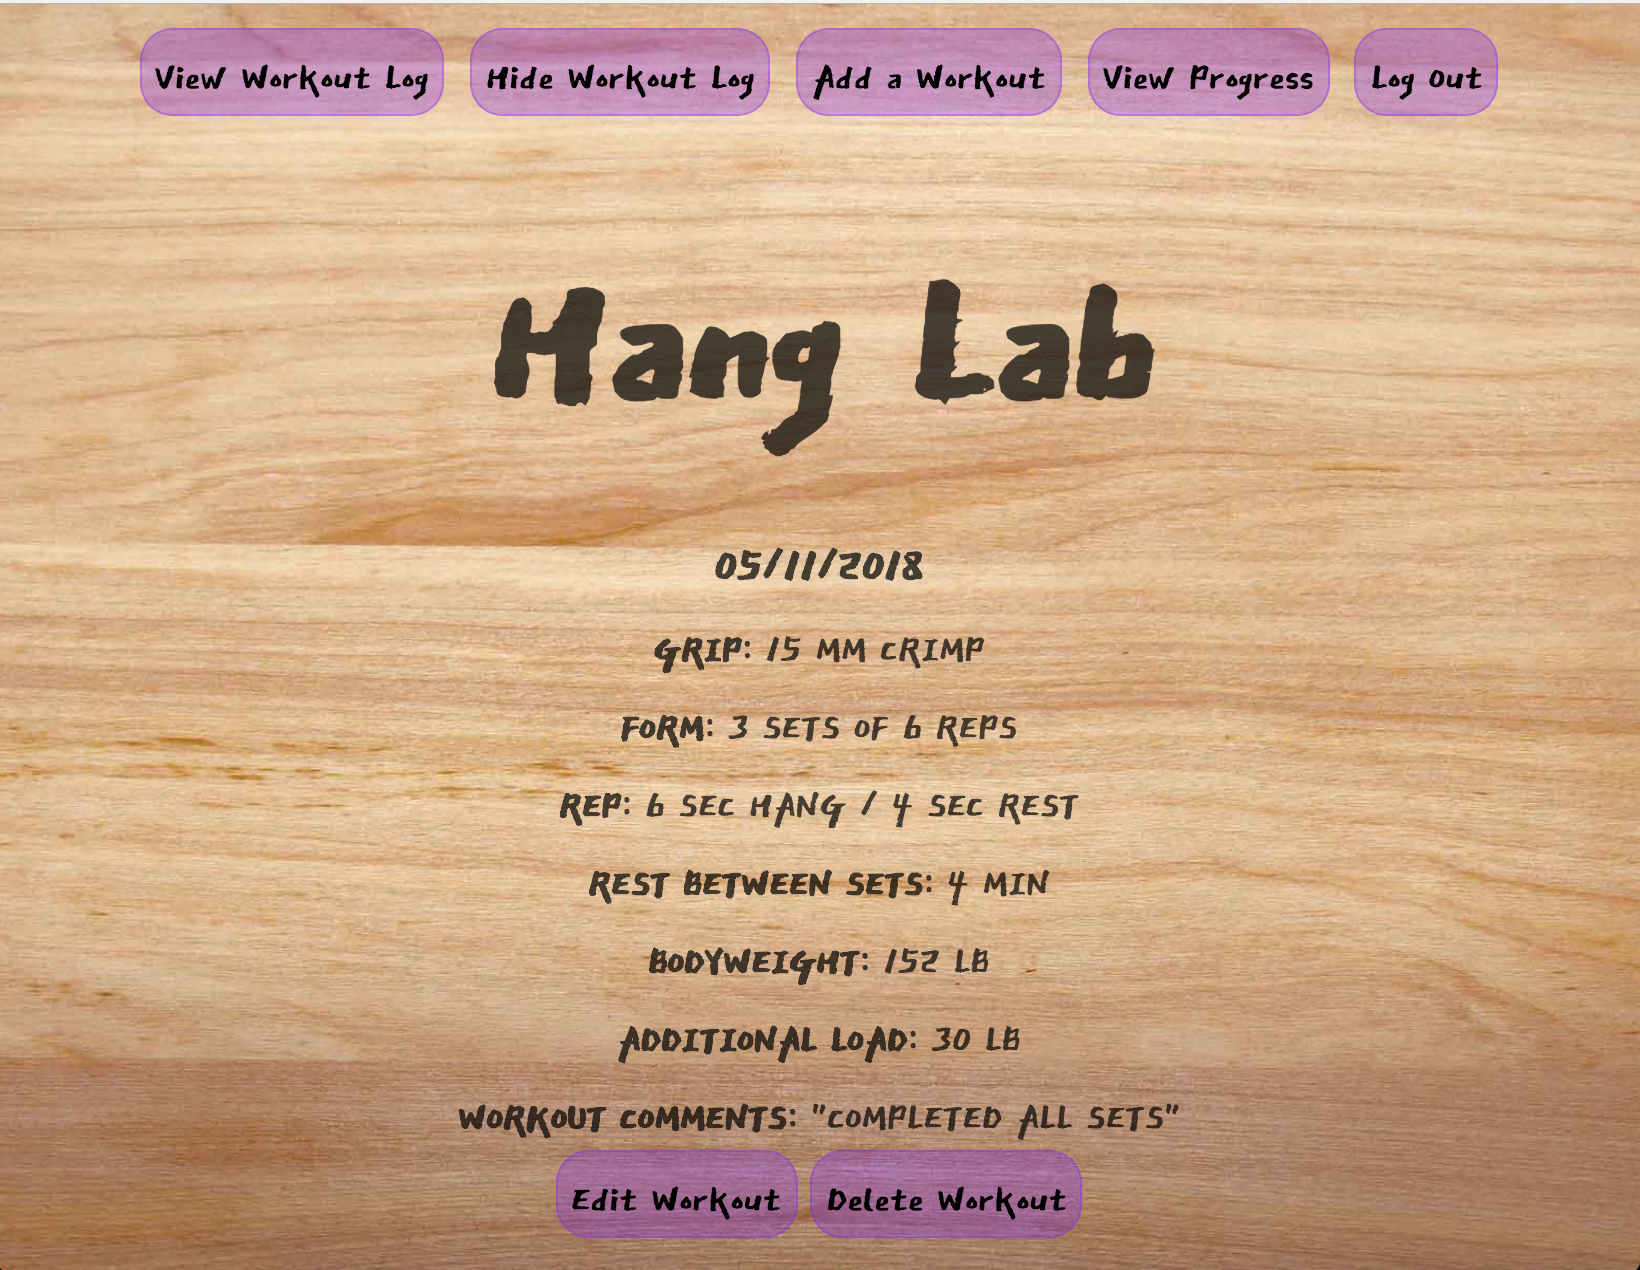 View Workout Log Hide Workout Log Add a Workout View Progress Log Out
Hang Lab
05/11/2018
GRIP: 15 MM CRIMP
FORM: 3 SETS OF 6 REPS
REP: 6 SEC HANG / 4 SEC REST
REST BETWEEN SETS: 4 MIN
BODYWEIGHT: 152 LB
ADDITIONAL LOAD: 30 LB
WORKOUT COMMENTS: "COMPLETED ALL SETS"
Edit Workout Delete Workout